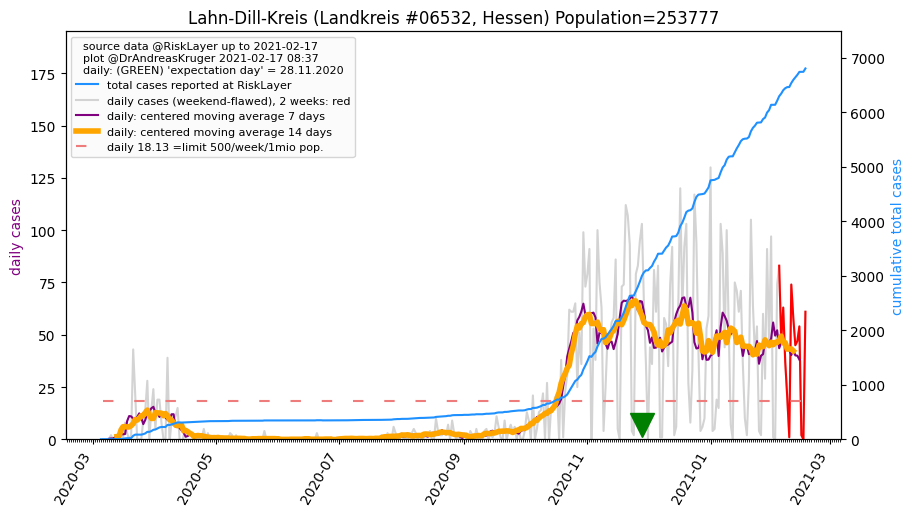 Lahn-Dill-Kreis (Landkreis #06532, Hessen) Population=253777
source data @RiskLayer up to 2021-02-17
plot @DrAndreasKruger 2021-02-17 08:37
daily: (GREEN) 'expectation day' = 28.11.2020
total cases reported at RiskLayer
daily cases (weekend-flawed), 2 weeks: red
daily: centered moving average 7 days
daily: centered moving average 14 days
daily 18.13 =limit 500/week/1mio pop.
daily cases
175
150
125
100
75
50
25
0
7000
6000
5000
4000
3000
2000
1000
0
cumulative total cases
2020-03
2020-05
2020-07
2020-09
2020-11
2021-01
2021-03